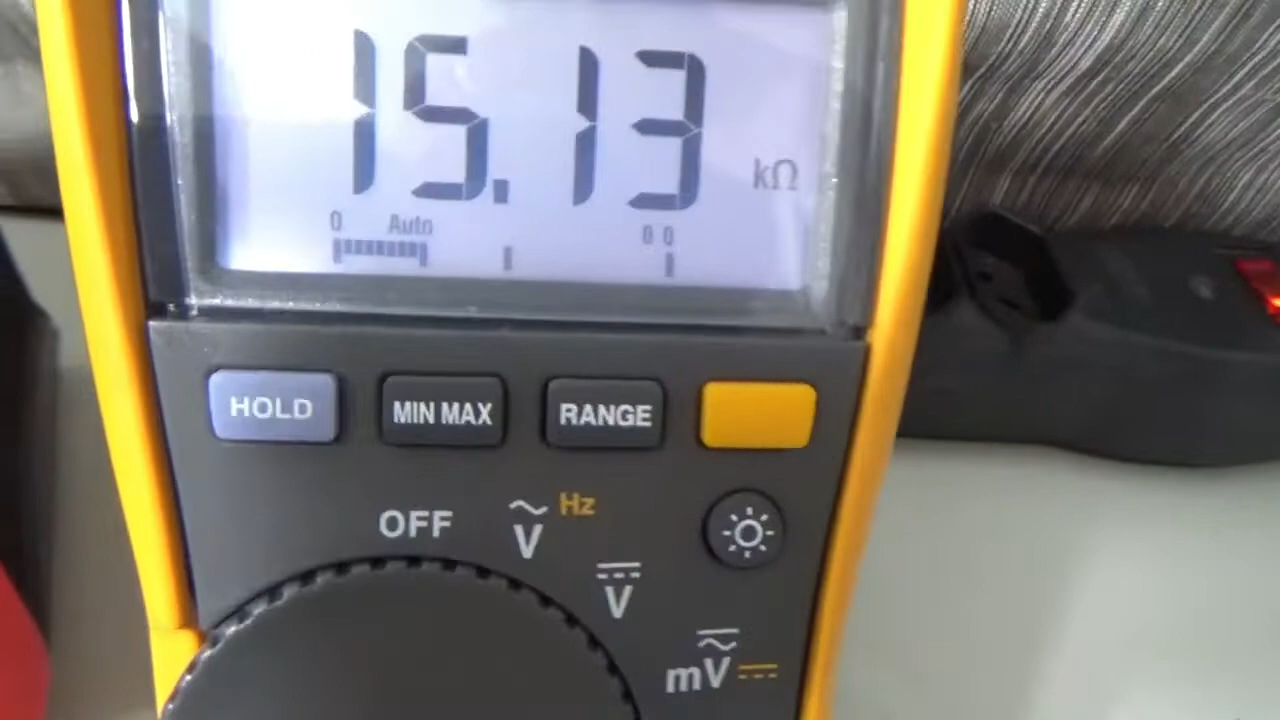 15.13 kΩ
0 Auto 0 0
HOLD MIN MAX RANGE
OFF V Hz
V
mV